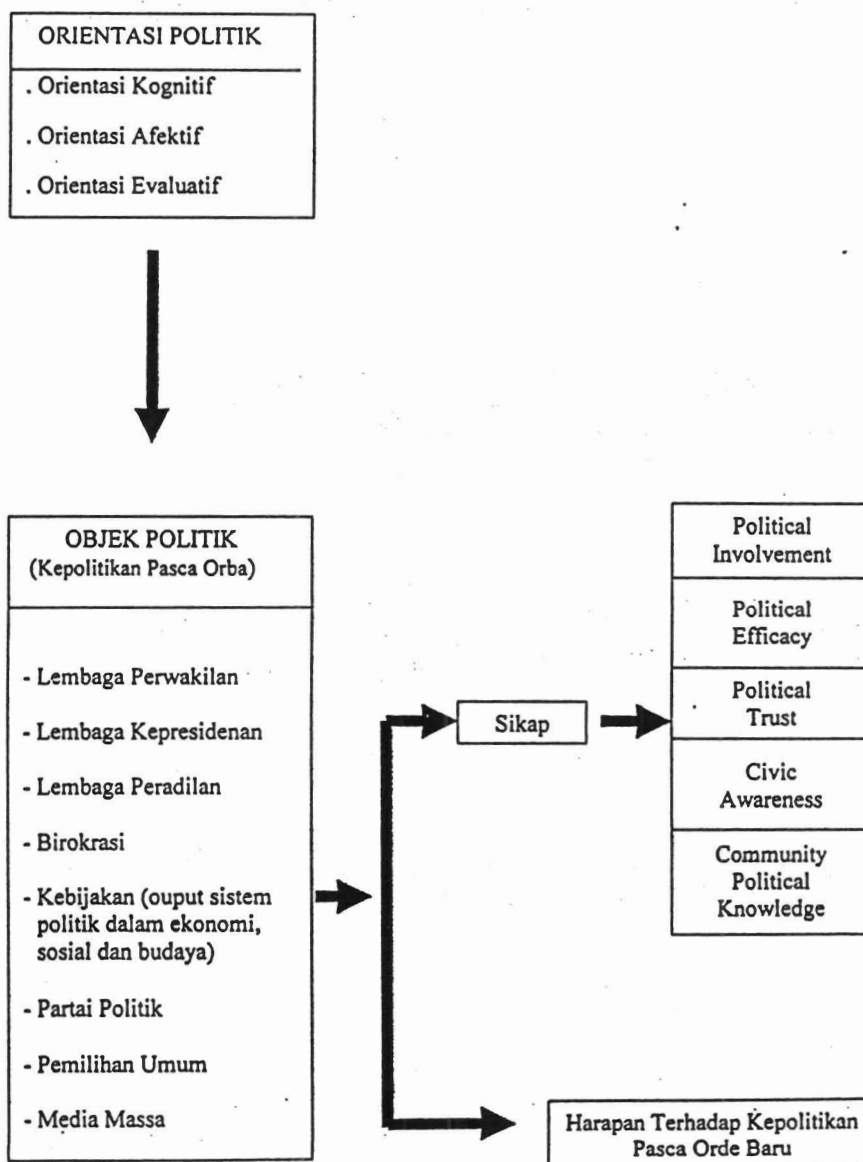 ORIENTASI POLITIK
. Orientasi Kognitif
. Orientasi Afektif
. Orientasi Evaluatif
OBJEK POLITIK
(Kepolitikan Pasca Orba)
- Lembaga Perwakilan
- Lembaga Kepresidenan
- Lembaga Peradilan
- Birokrasi
- Kebijakan (ouput sistem
politik dalam ekonomi,
sosial dan budaya)
- Partai Politik
- Pemilihan Umum
- Media Massa
Sikap
Political
Involvement
Political
Efficacy
Political
Trust
Civic
Awareness
Community
Political
Knowledge
Harapan Terhadap Kepolitikan
Pasca Orde Baru